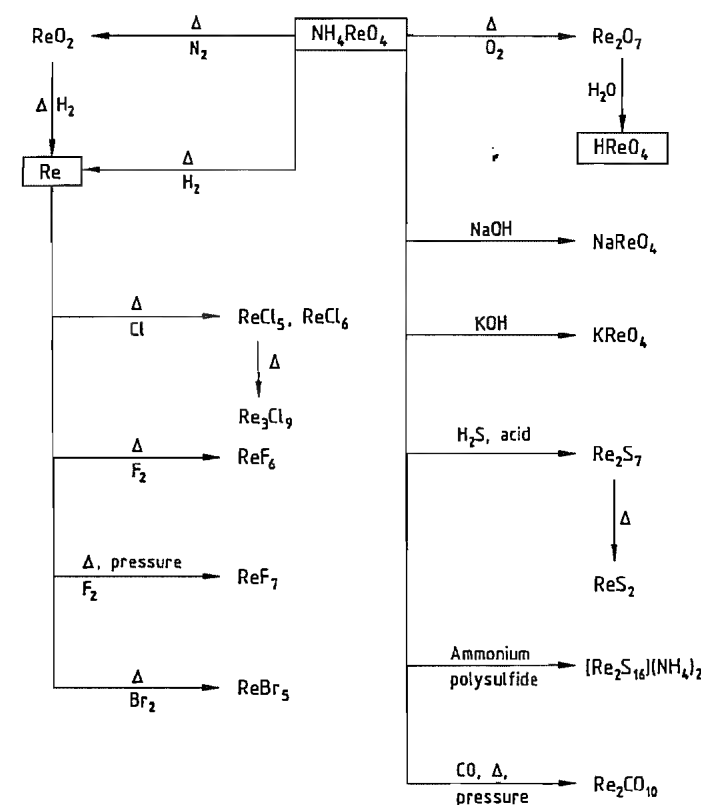 ReO₂
Δ
N₂
NH₄ReO₄
Δ
O₂
Re₂O₇
Δ H₂
H₂O
Re
Δ
H₂
HReO₄
NaOH
NaReO₄
Δ
Cl
ReCl₅, ReCl₆
KOH
KReO₄
Δ
Re₃Cl₉
Δ
F₂
ReF₆
H₂S, acid
Re₂S₇
Δ
Δ, pressure
F₂
ReF₇
ReS₂
Δ
Br₂
ReBr₅
Ammonium
polysulfide
[Re₂S₁₆](NH₄)₂
CO, Δ,
pressure
Re₂CO₁₀